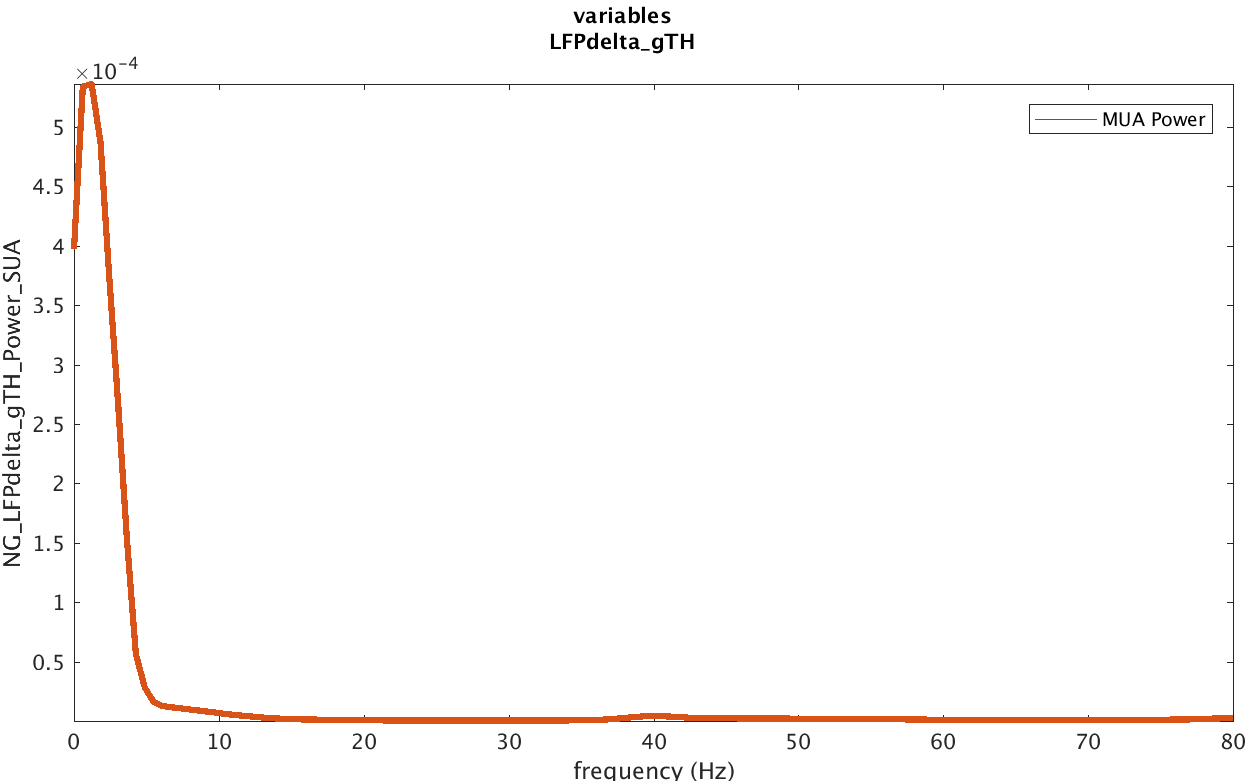 variables
LFPdelta_gTH
×10⁻⁴
MUA Power
5
4.5
4
3.5
3
2.5
2
1.5
1
0.5
NG_LFPdelta_gTH_Power_SUA
0 10 20 30 40 50 60 70 80
frequency (Hz)